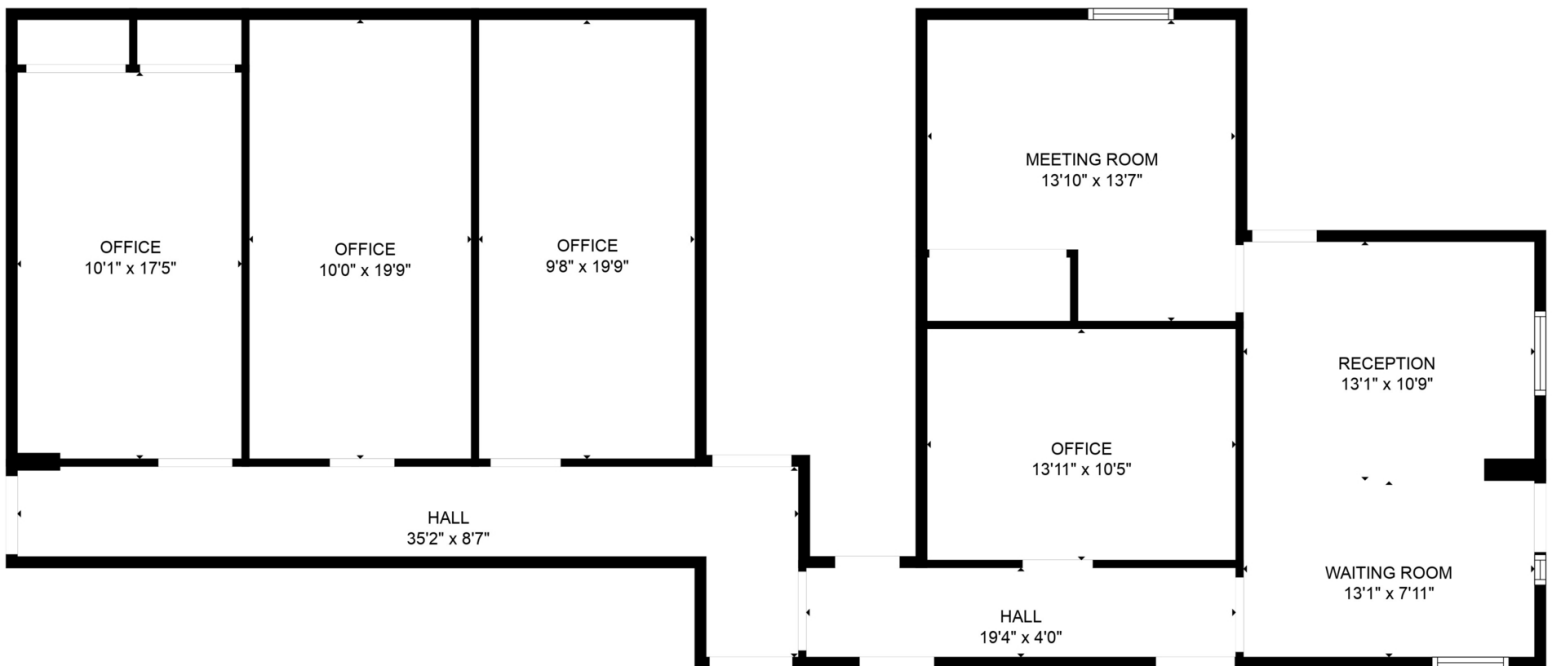 MEETING ROOM
13'10" x 13'7"
OFFICE
10'1" x 17'5"
OFFICE
10'0" x 19'9"
OFFICE
9'8" x 19'9"
RECEPTION
13'1" x 10'9"
OFFICE
13'11" x 10'5"
HALL
35'2" x 8'7"
WAITING ROOM
13'1" x 7'11"
HALL
19'4" x 4'0"